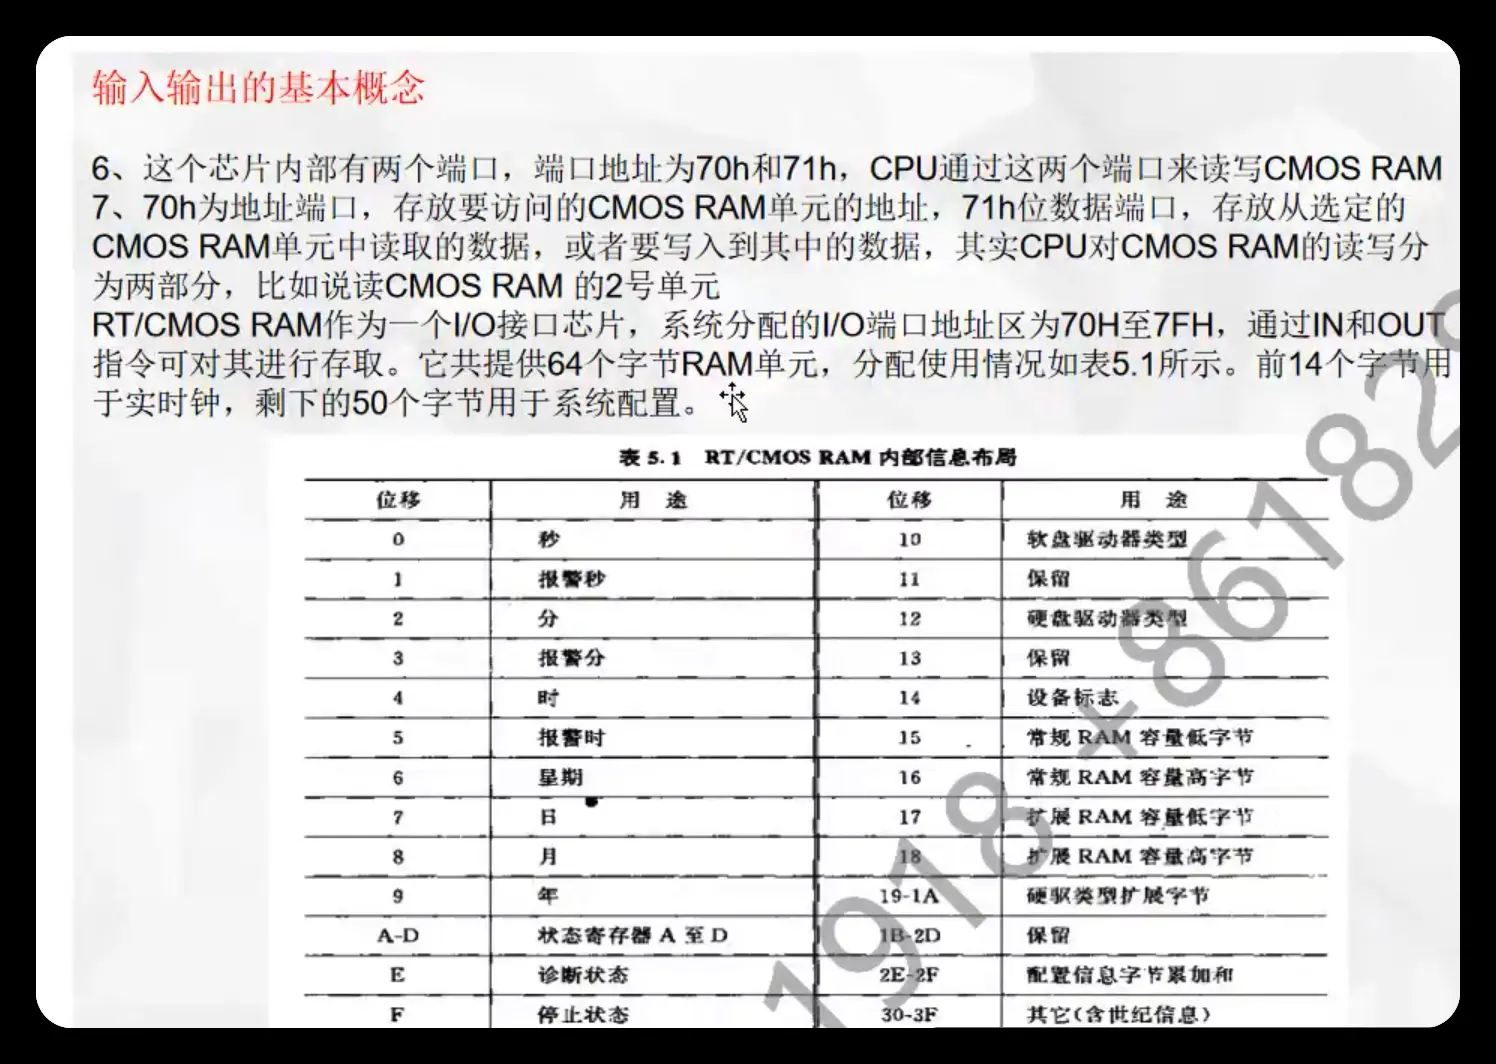 输入输出的基本概念
6、这个芯片内部有两个端口，端口地址为70h和71h，CPU通过这两个端口来读写CMOS RAM
7、70h为地址端口，存放要访问的CMOS RAM单元的地址，71h位数据端口，存放从选定的
CMOS RAM单元中读取的数据，或者要写入到其中的数据，其实CPU对CMOS RAM的读写分
为两部分，比如说读CMOS RAM 的2号单元
RT/CMOS RAM作为一个I/O接口芯片，系统分配的I/O端口地址区为70H至7FH，通过IN和OUT
指令可对其进行存取。它共提供64个字节RAM单元，分配使用情况如表5.1所示。前14个字节用
于实时钟，剩下的50个字节用于系统配置。
表 5.1 RT/CMOS RAM 内部信息布局
位移 用 途 位移 用 途
0 秒 10 软盘驱动器类型
1 报警秒 11 保留
2 分 12 硬盘驱动器类型
3 报警分 13 保留
4 时 14 设备标志
5 报警时 15 常规 RAM 容量低字节
6 星期 16 常规 RAM 容量高字节
7 日 17 扩展 RAM 容量低字节
8 月 18 扩展 RAM 容量高字节
9 年 19-1A 硬驱类型扩展字节
A-D 状态寄存器 A 至 D 1B-2D 保留
E 诊断状态 2E-2F 配置信息字节累加和
F 停止状态 30-3F 其它(含世纪信息)
1918 +861828